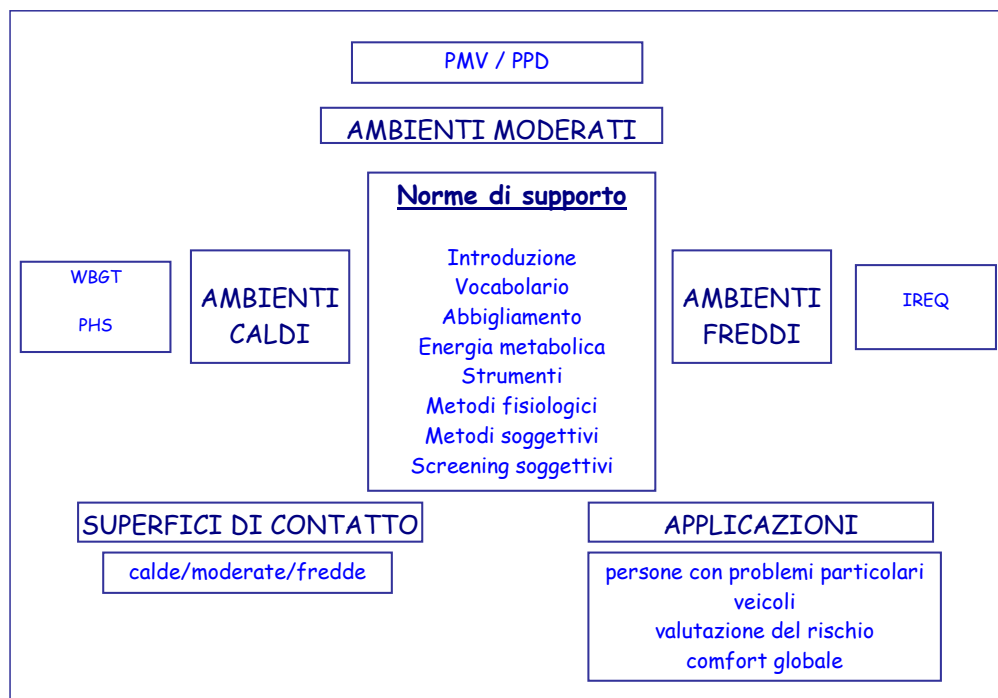 PMV / PPD
AMBIENTI MODERATI
Norme di supporto
Introduzione
Vocabolario
Abbigliamento
Energia metabolica
Strumenti
Metodi fisiologici
Metodi soggettivi
Screening soggettivi
WBGT
PHS
AMBIENTI
CALDI
AMBIENTI
FREDDI
IREQ
SUPERFICI DI CONTATTO
calde/moderate/fredde
APPLICAZIONI
persone con problemi particolari
veicoli
valutazione del rischio
comfort globale